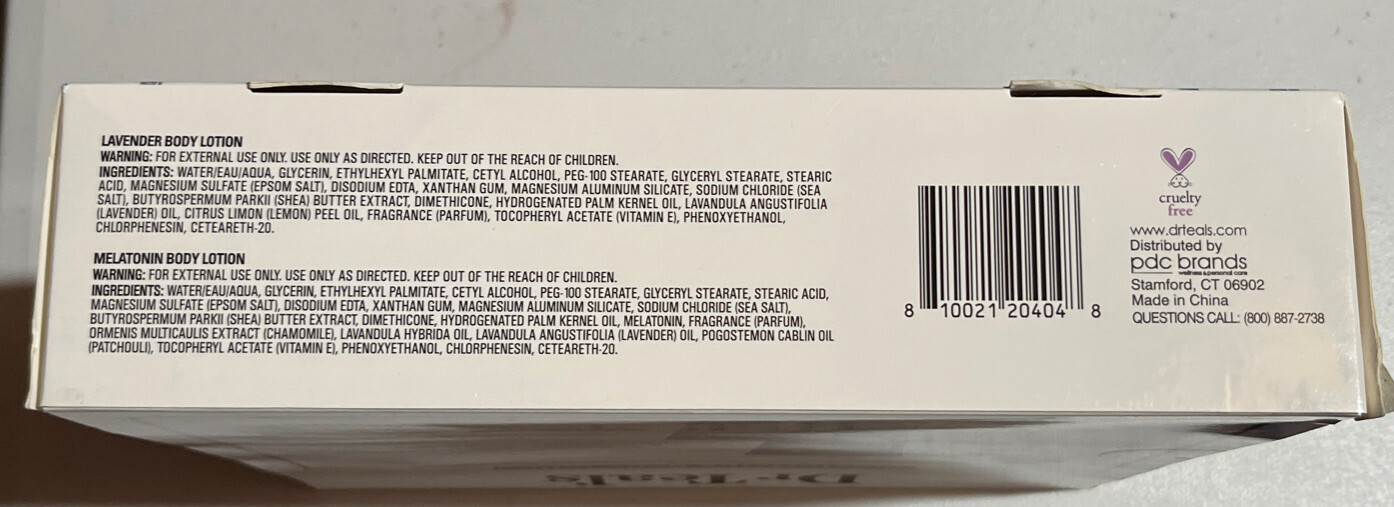 LAVENDER BODY LOTION
WARNING: FOR EXTERNAL USE ONLY. USE ONLY AS DIRECTED. KEEP OUT OF THE REACH OF CHILDREN.
INGREDIENTS: WATER/EAU/AQUA, GLYCERIN, ETHYLHEXYL PALMITATE, CETYL ALCOHOL, PEG-100 STEARATE, GLYCERYL STEARATE, STEARIC
ACID, MAGNESIUM SULFATE (EPSOM SALT), DISODIUM EDTA, XANTHAN GUM, MAGNESIUM ALUMINUM SILICATE, SODIUM CHLORIDE (SEA
SALT), BUTYROSPERMUM PARKII (SHEA) BUTTER EXTRACT, DIMETHICONE, HYDROGENATED PALM KERNEL OIL, LAVANDULA ANGUSTIFOLIA
(LAVENDER) OIL, CITRUS LIMON (LEMON) PEEL OIL, FRAGRANCE (PARFUM), TOCOPHERYL ACETATE (VITAMIN E), PHENOXYETHANOL,
CHLORPHENESIN, CETEARETH-20.
MELATONIN BODY LOTION
WARNING: FOR EXTERNAL USE ONLY. USE ONLY AS DIRECTED. KEEP OUT OF THE REACH OF CHILDREN.
INGREDIENTS: WATER/EAU/AQUA, GLYCERIN, ETHYLHEXYL PALMITATE, CETYL ALCOHOL, PEG-100 STEARATE, GLYCERYL STEARATE, STEARIC ACID,
MAGNESIUM SULFATE (EPSOM SALT), DISODIUM EDTA, XANTHAN GUM, MAGNESIUM ALUMINUM SILICATE, SODIUM CHLORIDE (SEA SALT),
BUTYROSPERMUM PARKII (SHEA) BUTTER EXTRACT, DIMETHICONE, HYDROGENATED PALM KERNEL OIL, MELATONIN, FRAGRANCE (PARFUM),
ORMENIS MULTICAULIS EXTRACT (CHAMOMILE), LAVANDULA HYBRIDA OIL, LAVANDULA ANGUSTIFOLIA (LAVENDER) OIL, POGOSTEMON CABLIN OIL
(PATCHOULI), TOCOPHERYL ACETATE (VITAMIN E), PHENOXYETHANOL, CHLORPHENESIN, CETEARETH-20.
8 10021 20404 8
cruelty
free
www.drteals.com
Distributed by
pdc brands
wellness & personal care
Stamford, CT 06902
Made in China
QUESTIONS CALL: (800) 887-2738
Dr Teal's